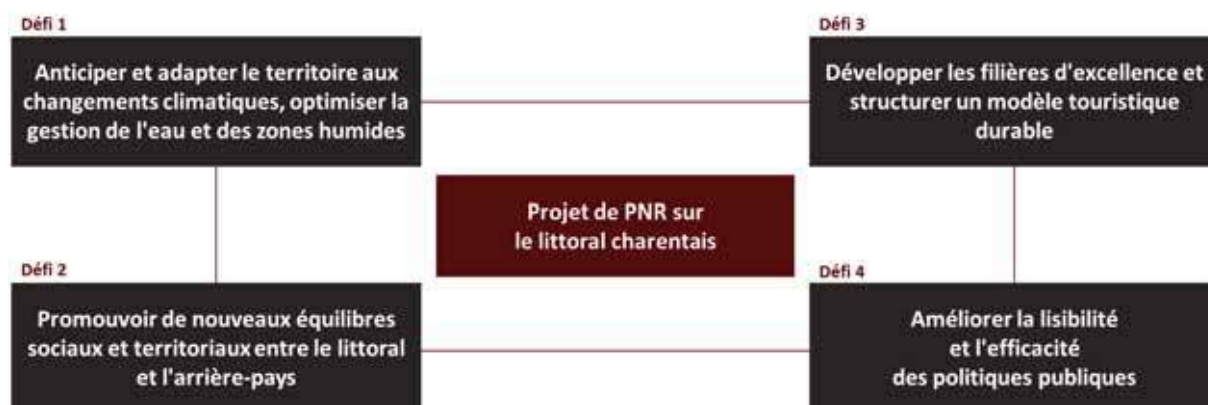 Défi 1
Anticiper et adapter le territoire aux
changements climatiques, optimiser la
gestion de l'eau et des zones humides
Défi 3
Développer les filières d'excellence et
structurer un modèle touristique
durable
Projet de PNR sur
le littoral charentais
Défi 2
Promouvoir de nouveaux équilibres
sociaux et territoriaux entre le littoral
et l'arrière-pays
Défi 4
Améliorer la lisibilité
et l'efficacité
des politiques publiques